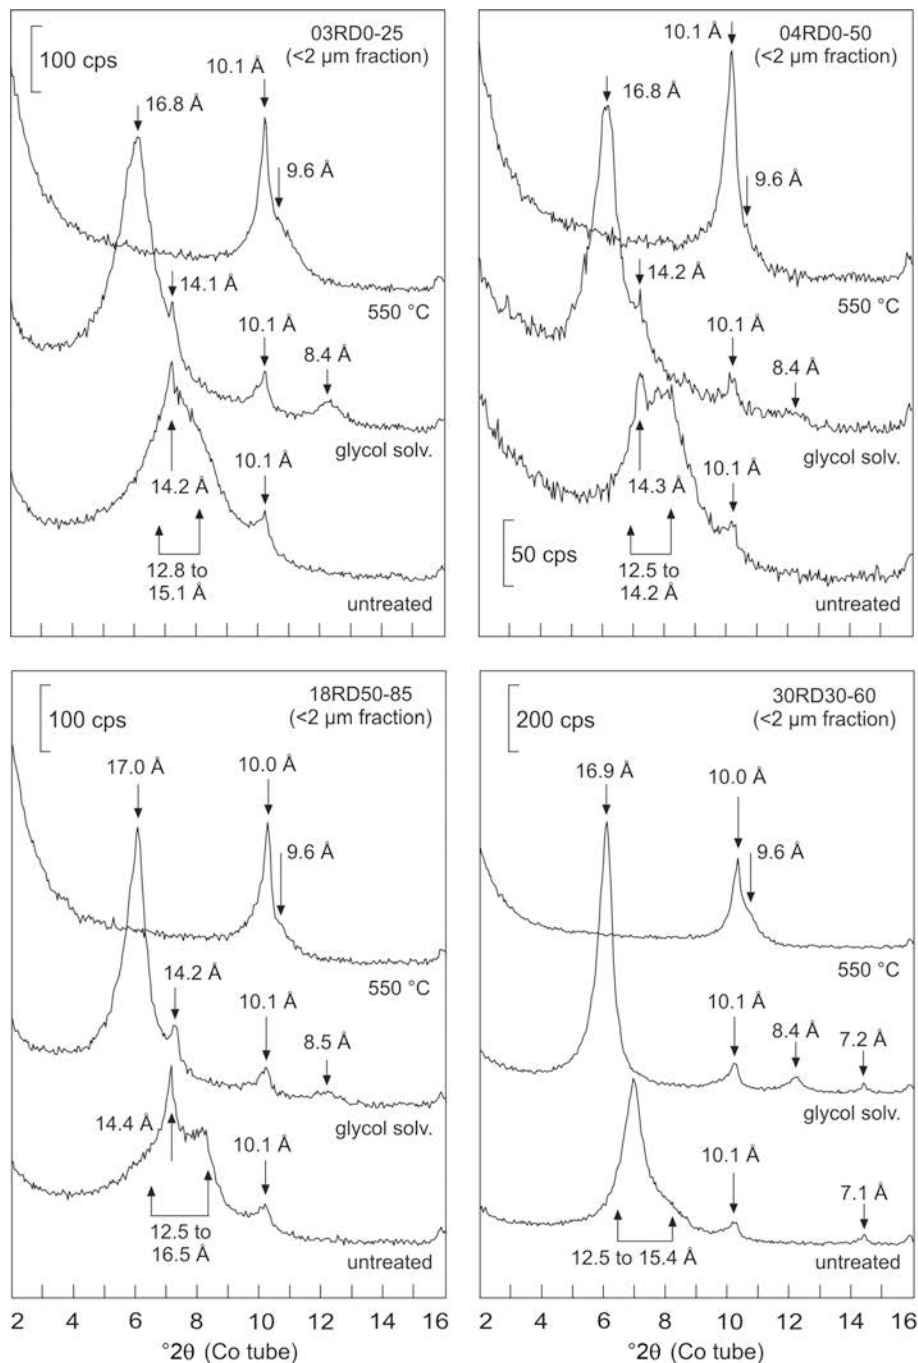 03RD0-25
(<2 µm fraction)
100 cps
10.1 Å
16.8 Å
9.6 Å
550 °C
14.1 Å
10.1 Å
8.4 Å
glycol solv.
14.2 Å
10.1 Å
12.8 to
15.1 Å
untreated
04RD0-50
(<2 µm fraction)
10.1 Å
16.8 Å
9.6 Å
550 °C
14.2 Å
10.1 Å
8.4 Å
glycol solv.
14.3 Å
10.1 Å
50 cps
12.5 to
14.2 Å
untreated
18RD50-85
(<2 µm fraction)
100 cps
17.0 Å
10.0 Å
9.6 Å
550 °C
14.2 Å
10.1 Å
8.5 Å
glycol solv.
14.4 Å
10.1 Å
12.5 to
16.5 Å
untreated
2 4 6 8 10 12 14 16
°2θ (Co tube)
30RD30-60
(<2 µm fraction)
200 cps
16.9 Å
10.0 Å
9.6 Å
550 °C
10.1 Å
8.4 Å
7.2 Å
glycol solv.
10.1 Å
7.1 Å
12.5 to 15.4 Å
untreated
2 4 6 8 10 12 14 16
°2θ (Co tube)